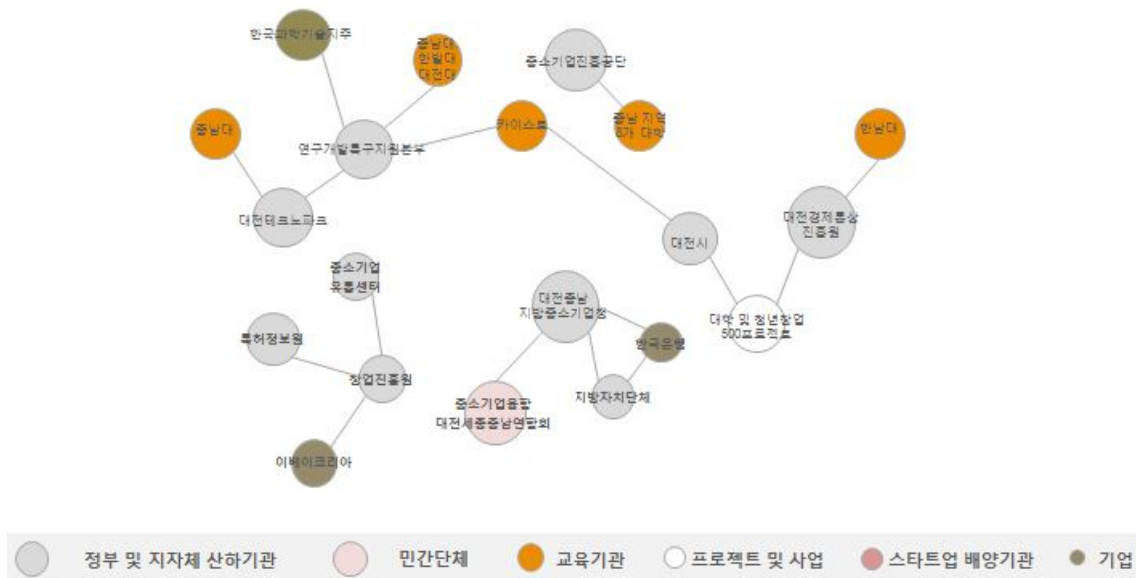 한국과학기술지주
충남대
한밭대
대전대
중소기업진흥공단
충남대
카이스트
충남 지역
8개 대학
한남대
연구개발특구지원본부
대전테크노파크
대전시
대전경제통상
진흥원
중소기업
유통센터
대전충남
지방중소기업청
대학 및 청년창업
500프로젝트
특허정보원
한국은행
창업진흥원
지방자치단체
중소기업융합
대전세종충남연합회
이베이코리아
정부 및 지자체 산하기관
민간단체
교육기관
프로젝트 및 사업
스타트업 배양기관
기업